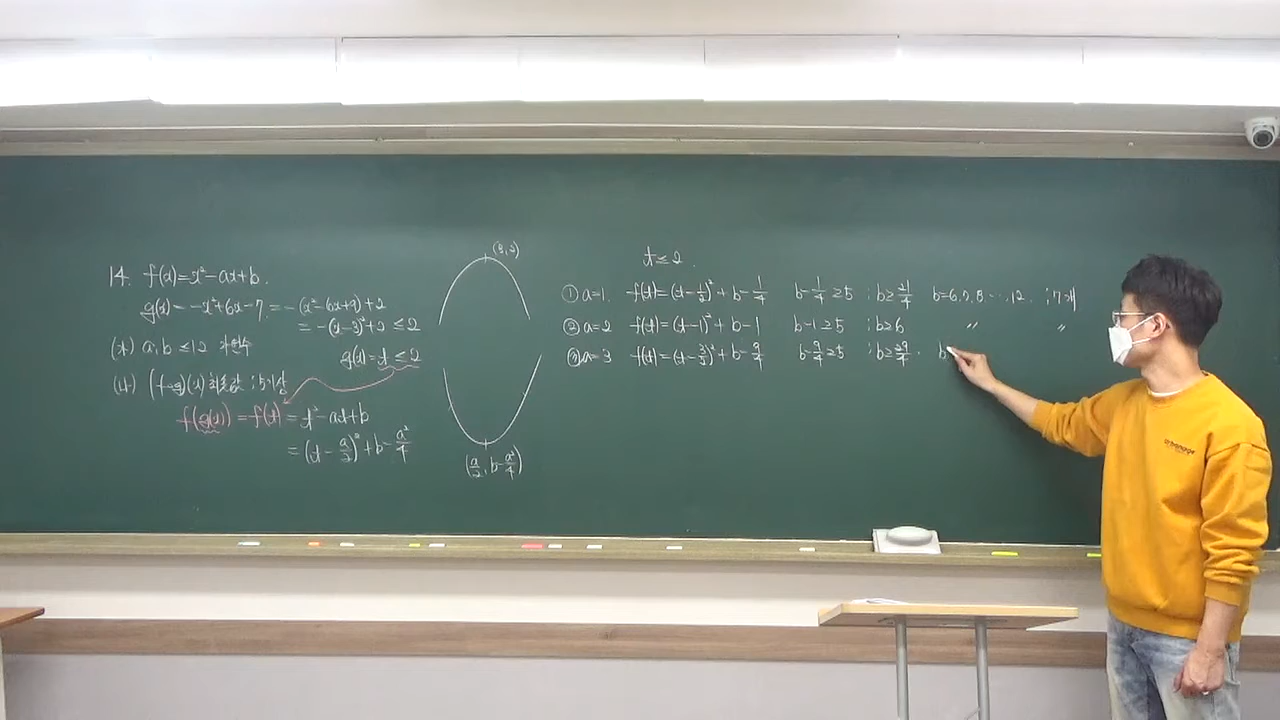 14. f(x)=x²-ax+b.
g(x)=-x²+6x-7.=-(x²-6x+9)+2
=-(x-3)²+2≤2
(가) a,b≤12 자연수
g(x)=t≤2
(나) (f∘g)(x) 최솟값 ; 5이상
f(g(x))=f(t)=t²-at+b
=(t-a/2)²+b-a²/4
(3,2)
(a/2, b-a²/4)
t≤2.
①a=1. f(t)=(t-1/2)²+b-1/4 b-1/4≥5 ; b≥21/4 b=6,7,8…,12. ; 7개
②a=2 f(t)=(t-1)²+b-1 b-1≥5 ; b≥6 〃 〃
③a=3 f(t)=(t-3/2)²+b-9/4 b-9/4≥5 ; b≥29/4. b